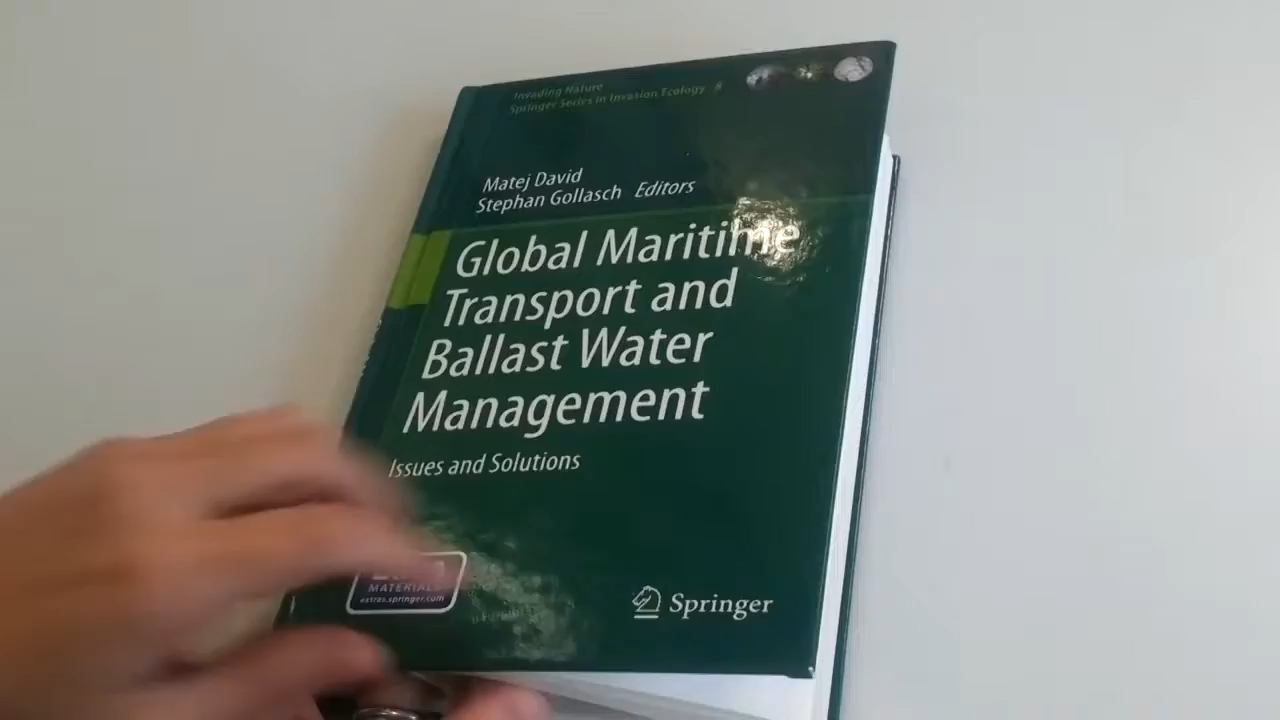 Invading Nature
Springer Series in Invasion Ecology 8
Matej David
Stephan Gollasch Editors
Global Maritime
Transport and
Ballast Water
Management
Issues and Solutions
MATERIALS
extras.springer.com
Springer